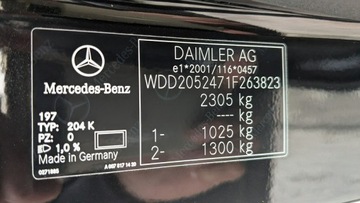 DAIMLER AG
e1*2001/116*0457
WDD2052471F263823
2305 kg
---- kg
1- 1025 kg
2- 1300 kg
Mercedes-Benz
197
TYP: 204 K
PZ: 0
1,0 %
Made in Germany